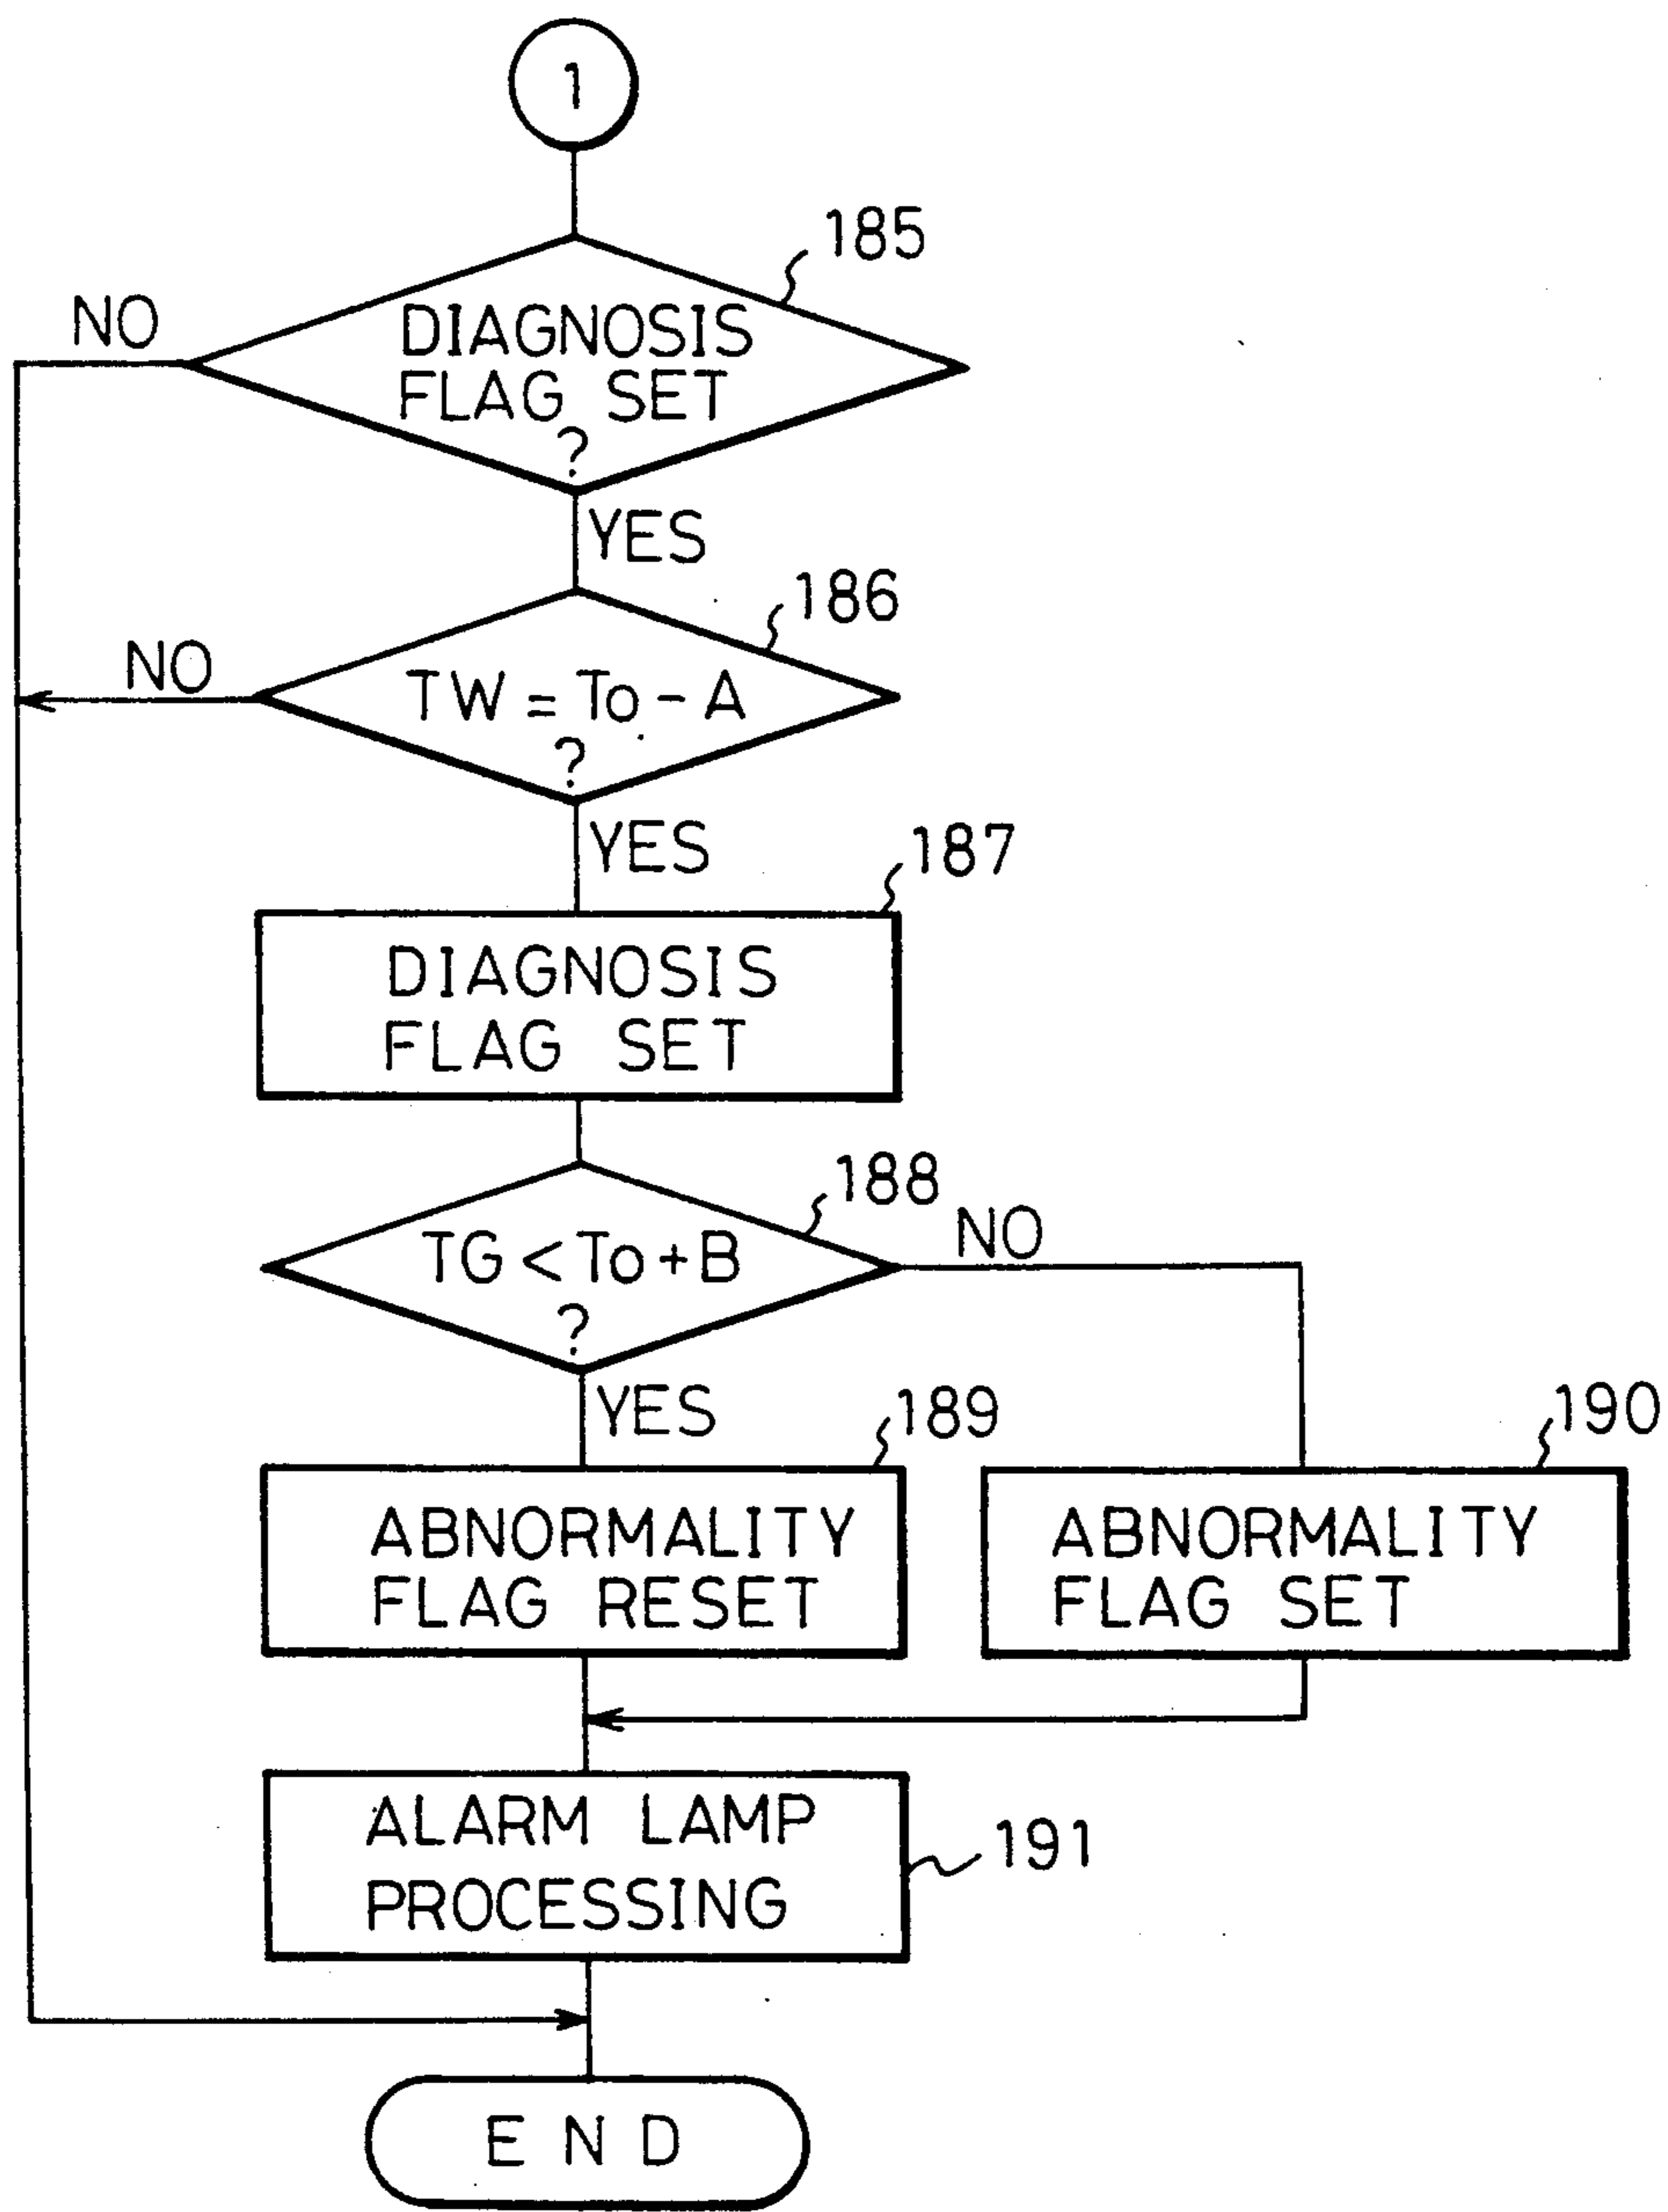 1
185
NO
DIAGNOSIS
FLAG SET
?
YES
186
NO
TW = To - A
?
YES
187
DIAGNOSIS
FLAG SET
188
NO
TG < To + B
?
YES
189
190
ABNORMALITY
FLAG RESET
ABNORMALITY
FLAG SET
ALARM LAMP
PROCESSING
191
END